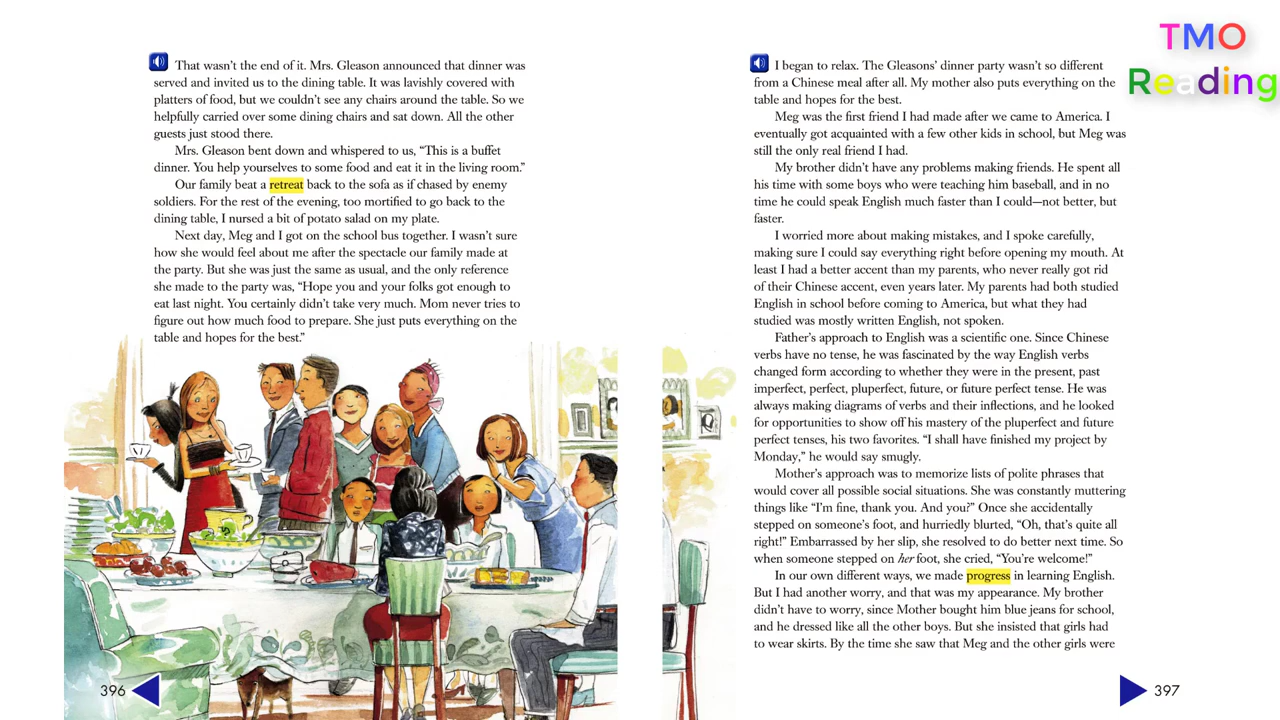 That wasn't the end of it. Mrs. Gleason announced that dinner was
served and invited us to the dining table. It was lavishly covered with
platters of food, but we couldn't see any chairs around the table. So we
helpfully carried over some dining chairs and sat down. All the other
guests just stood there.
Mrs. Gleason bent down and whispered to us, “This is a buffet
dinner. You help yourselves to some food and eat it in the living room.”
Our family beat a retreat back to the sofa as if chased by enemy
soldiers. For the rest of the evening, too mortified to go back to the
dining table, I nursed a bit of potato salad on my plate.
Next day, Meg and I got on the school bus together. I wasn't sure
how she would feel about me after the spectacle our family made at
the party. But she was just the same as usual, and the only reference
she made to the party was, “Hope you and your folks got enough to
eat last night. You certainly didn't take very much. Mom never tries to
figure out how much food to prepare. She just puts everything on the
table and hopes for the best.”
396
I began to relax. The Gleasons' dinner party wasn't so different
from a Chinese meal after all. My mother also puts everything on the
table and hopes for the best.
Meg was the first friend I had made after we came to America. I
eventually got acquainted with a few other kids in school, but Meg was
still the only real friend I had.
My brother didn't have any problems making friends. He spent all
his time with some boys who were teaching him baseball, and in no
time he could speak English much faster than I could—not better, but
faster.
I worried more about making mistakes, and I spoke carefully,
making sure I could say everything right before opening my mouth. At
least I had a better accent than my parents, who never really got rid
of their Chinese accent, even years later. My parents had both studied
English in school before coming to America, but what they had
studied was mostly written English, not spoken.
Father's approach to English was a scientific one. Since Chinese
verbs have no tense, he was fascinated by the way English verbs
changed form according to whether they were in the present, past
imperfect, perfect, pluperfect, future, or future perfect tense. He was
always making diagrams of verbs and their inflections, and he looked
for opportunities to show off his mastery of the pluperfect and future
perfect tenses, his two favorites. “I shall have finished my project by
Monday,” he would say smugly.
Mother's approach was to memorize lists of polite phrases that
would cover all possible social situations. She was constantly muttering
things like “I'm fine, thank you. And you?” Once she accidentally
stepped on someone's foot, and hurriedly blurted, “Oh, that's quite all
right!” Embarrassed by her slip, she resolved to do better next time. So
when someone stepped on her foot, she cried, “You're welcome!”
In our own different ways, we made progress in learning English.
But I had another worry, and that was my appearance. My brother
didn't have to worry, since Mother bought him blue jeans for school,
and he dressed like all the other boys. But she insisted that girls had
to wear skirts. By the time she saw that Meg and the other girls were
397
TMO
Reading